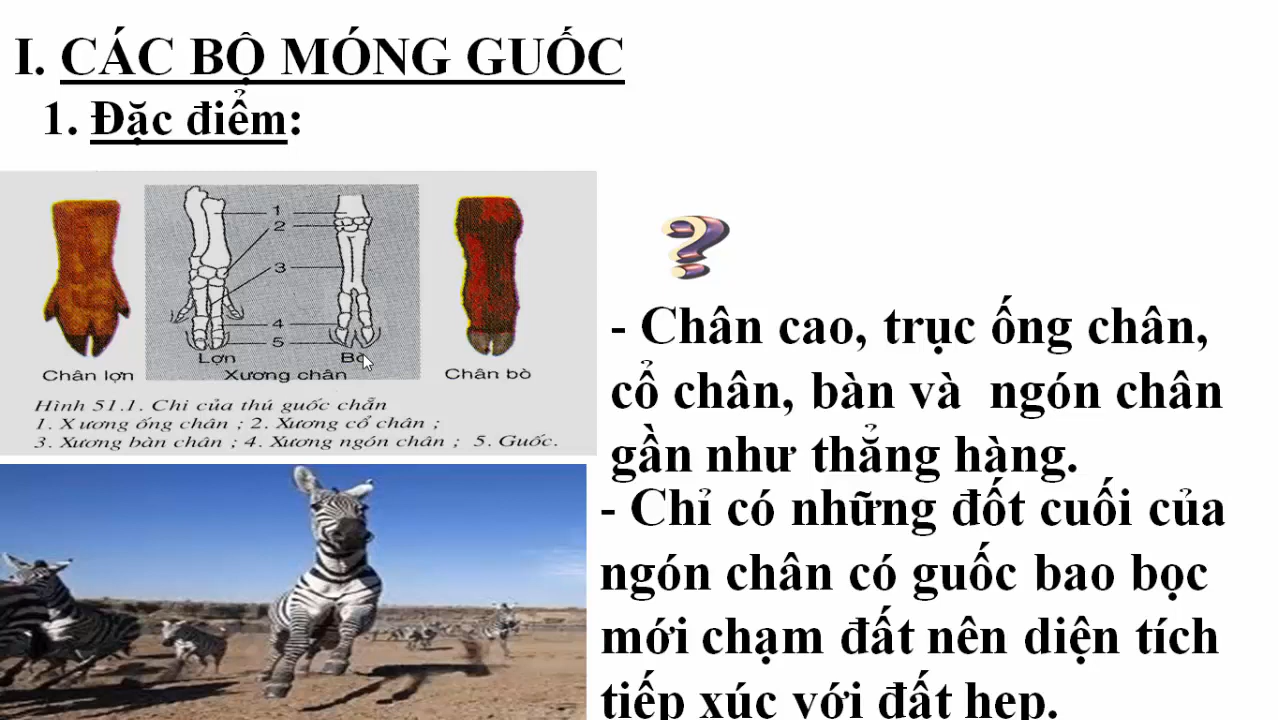 I. CÁC BỘ MÓNG GUỐC
1. Đặc điểm:
1
2
3
4
5
Lợn
Bò
Chân lợn
Xương chân
Chân bò
Hình 51.1. Chi của thú guốc chẵn
1. Xương ống chân ; 2. Xương cổ chân ;
3. Xương bàn chân ; 4. Xương ngón chân ; 5. Guốc.
?
- Chân cao, trục ống chân,
cổ chân, bàn và ngón chân
gần như thẳng hàng.
- Chỉ có những đốt cuối của
ngón chân có guốc bao bọc
mới chạm đất nên diện tích
tiếp xúc với đất hẹp.